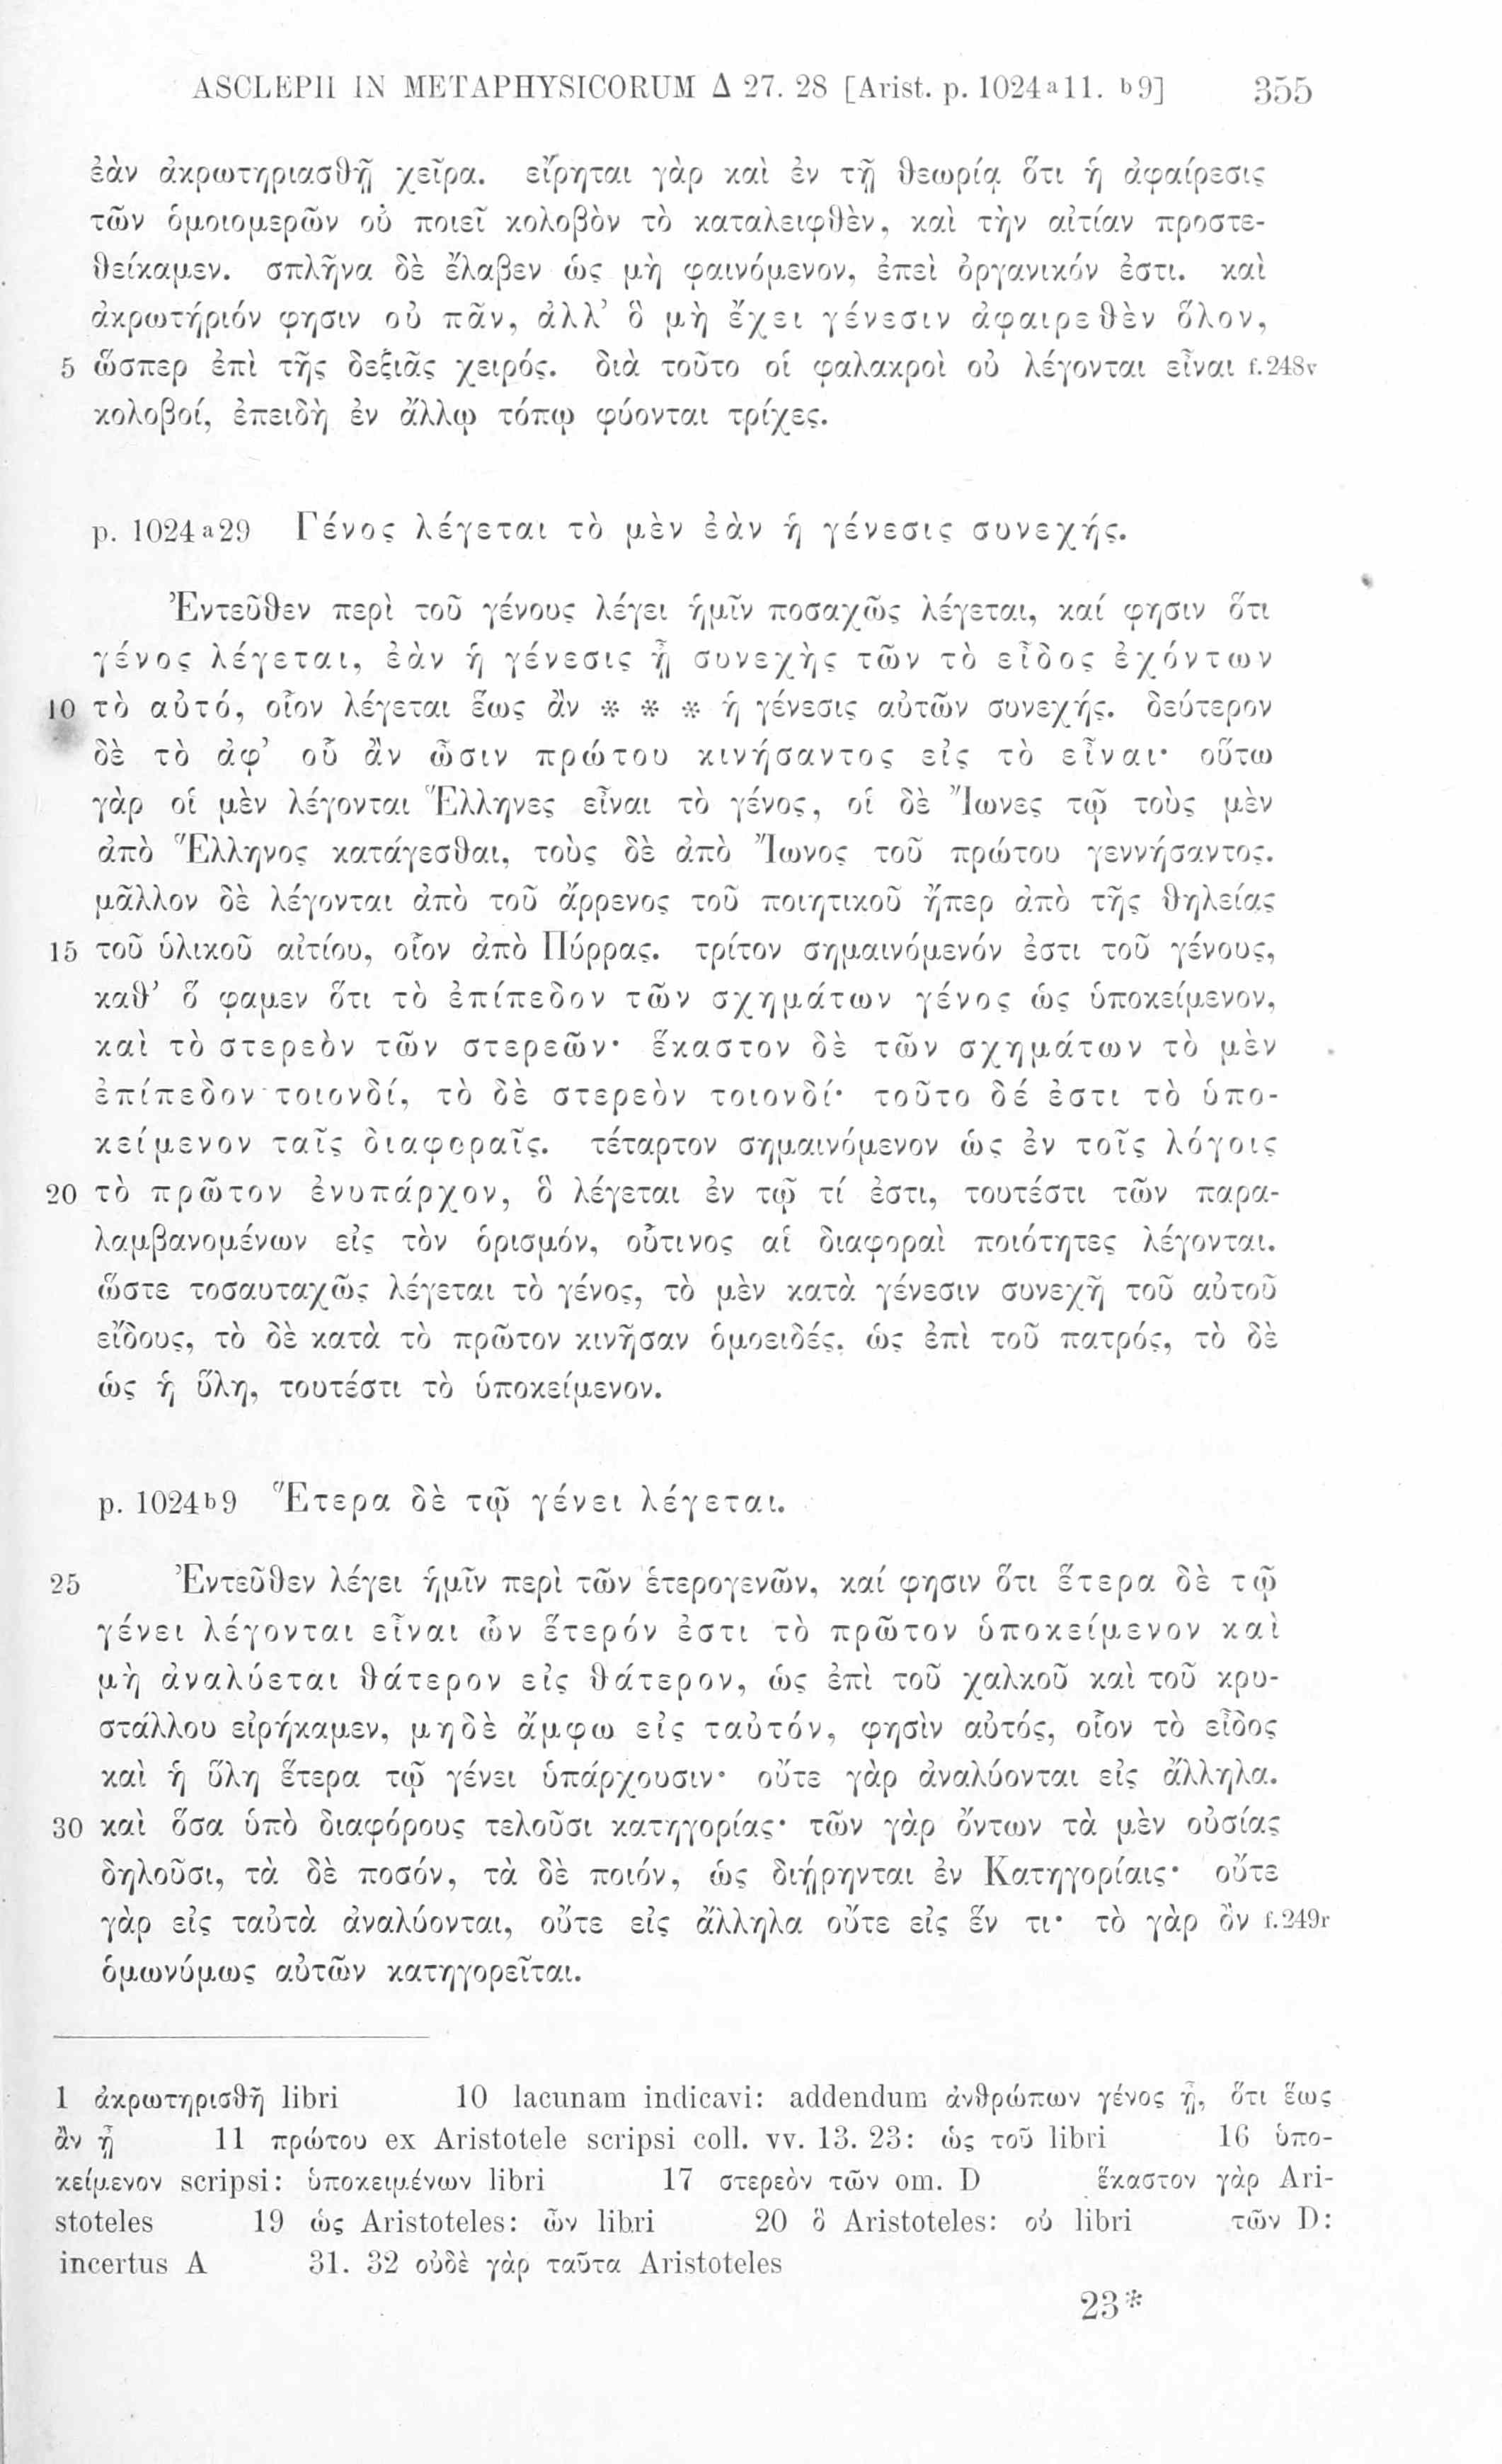 ASCLEPII IN METAPHYSICORUM Δ 27. 28 [Arist. p. 1024ᵃ11. ᵇ9] 355
ἐὰν ἀκρωτηριασθῇ χεῖρα. εἴρηται γὰρ καὶ ἐν τῇ θεωρίᾳ ὅτι ἡ ἀφαίρεσις
τῶν ὁμοιομερῶν οὐ ποιεῖ κολοβὸν τὸ καταλειφθὲν, καὶ τὴν αἰτίαν προστε-
θείκαμεν. σπλῆνα δὲ ἔλαβεν ὡς μὴ φαινόμενον, ἐπεὶ ὀργανικόν ἐστι. καὶ
ἀκρωτήριόν φησιν οὐ πᾶν, ἀλλ’ ὃ μὴ ἔχει γένεσιν ἀφαιρεθὲν ὅλον,
5 ὥσπερ ἐπὶ τῆς δεξιᾶς χειρός. διὰ τοῦτο οἱ φαλακροὶ οὐ λέγονται εἶναι f.248v
κολοβοί, ἐπειδὴ ἐν ἄλλῳ τόπῳ φύονται τρίχες.
p. 1024ᵃ29 Γένος λέγεται τὸ μὲν ἐὰν ἡ γένεσις συνεχής.
Ἐντεῦθεν περὶ τοῦ γένους λέγει ἡμῖν ποσαχῶς λέγεται, καί φησιν ὅτι
γένος λέγεται, ἐὰν ἡ γένεσις ᾖ συνεχὴς τῶν τὸ εἶδος ἐχόντων
10 τὸ αὐτό, οἷον λέγεται ἕως ἂν * * * ἡ γένεσις αὐτῶν συνεχής. δεύτερον
δὲ τὸ ἀφ’ οὗ ἂν ὦσιν πρώτου κινήσαντος εἰς τὸ εἶναι· οὕτω
γὰρ οἱ μὲν λέγονται Ἕλληνες εἶναι τὸ γένος, οἱ δὲ Ἴωνες τῷ τοὺς μὲν
ἀπὸ Ἕλληνος κατάγεσθαι, τοὺς δὲ ἀπὸ Ἴωνος τοῦ πρώτου γεννήσαντος.
μᾶλλον δὲ λέγονται ἀπὸ τοῦ ἄρρενος τοῦ ποιητικοῦ ἤπερ ἀπὸ τῆς θηλείας
15 τοῦ ὑλικοῦ αἰτίου, οἷον ἀπὸ Πύρρας. τρίτον σημαινόμενόν ἐστι τοῦ γένους,
καθ’ ὅ φαμεν ὅτι τὸ ἐπίπεδον τῶν σχημάτων γένος ὡς ὑποκείμενον,
καὶ τὸ στερεὸν τῶν στερεῶν· ἕκαστον δὲ τῶν σχημάτων τὸ μὲν
ἐπίπεδον τοιονδί, τὸ δὲ στερεὸν τοιονδί· τοῦτο δέ ἐστι τὸ ὑπο-
κείμενον ταῖς διαφοραῖς. τέταρτον σημαινόμενον ὡς ἐν τοῖς λόγοις
20 τὸ πρῶτον ἐνυπάρχον, ὃ λέγεται ἐν τῷ τί ἐστι, τουτέστι τῶν παρα-
λαμβανομένων εἰς τὸν ὁρισμόν, οὗτινος αἱ διαφοραὶ ποιότητες λέγονται.
ὥστε τοσαυταχῶς λέγεται τὸ γένος, τὸ μὲν κατὰ γένεσιν συνεχῆ τοῦ αὐτοῦ
εἴδους, τὸ δὲ κατὰ τὸ πρῶτον κινῆσαν ὁμοειδές, ὡς ἐπὶ τοῦ πατρός, τὸ δὲ
ὡς ἡ ὕλη, τουτέστι τὸ ὑποκείμενον.
p. 1024ᵇ9 Ἕτερα δὲ τῷ γένει λέγεται.
25 Ἐντεῦθεν λέγει ἡμῖν περὶ τῶν ἑτερογενῶν, καί φησιν ὅτι ἕτερα δὲ τῷ
γένει λέγονται εἶναι ὧν ἕτερόν ἐστι τὸ πρῶτον ὑποκείμενον καὶ
μὴ ἀναλύεται θάτερον εἰς θάτερον, ὡς ἐπὶ τοῦ χαλκοῦ καὶ τοῦ κρυ-
στάλλου εἰρήκαμεν, μηδὲ ἄμφω εἰς ταὐτόν, φησὶν αὐτός, οἷον τὸ εἶδος
καὶ ἡ ὕλη ἕτερα τῷ γένει ὑπάρχουσιν· οὔτε γὰρ ἀναλύονται εἰς ἄλληλα.
30 καὶ ὅσα ὑπὸ διαφόρους τελοῦσι κατηγορίας· τῶν γὰρ ὄντων τὰ μὲν οὐσίας
δηλοῦσι, τὰ δὲ ποσόν, τὰ δὲ ποιόν, ὡς διῄρηνται ἐν Κατηγορίαις· οὔτε
γὰρ εἰς ταὐτὰ ἀναλύονται, οὔτε εἰς ἄλληλα οὔτε εἰς ἕν τι· τὸ γὰρ ὂν f.249r
ὁμωνύμως αὐτῶν κατηγορεῖται.
1 ἀκρωτηρισθῇ libri 10 lacunam indicavi: addendum ἀνθρώπων γένος ᾖ, ὅτι ἕως
ἂν ᾖ 11 πρώτου ex Aristotele scripsi coll. vv. 13. 23: ὡς τοῦ libri 16 ὑπο-
κείμενον scripsi: ὑποκειμένων libri 17 στερεὸν τῶν om. D ἕκαστον γὰρ Ari-
stoteles 19 ὡς Aristoteles: ὧν libri 20 ὃ Aristoteles: οὐ libri τῶν D:
incertus A 31. 32 οὐδὲ γὰρ ταῦτα Aristoteles
23*